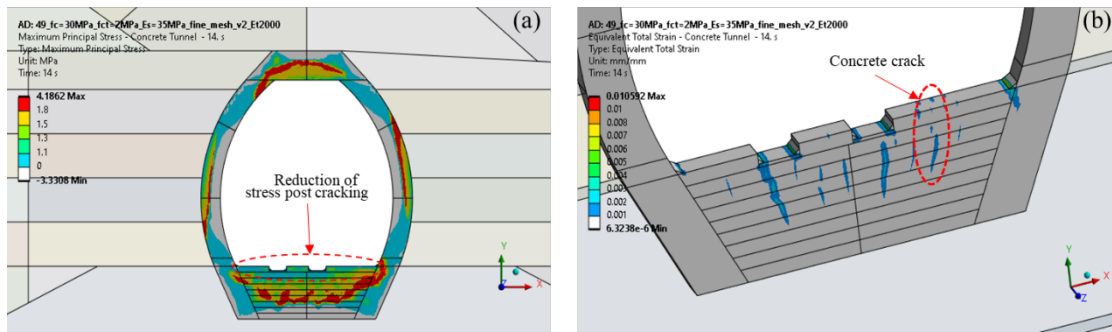 AD: 49_fc=30MPa_fct=2MPa_Es=35MPa_fine_mesh_v2_Et2000
Maximum Principal Stress - Concrete Tunnel - 14. s
Type: Maximum Principal Stress
Unit: MPa
Time: 14 s
(a)
4.1862 Max
1.8
1.5
1.3
1.1
0
-3.3308 Min
Reduction of
stress post cracking
Y
X
Z
AD: 49_fc=30MPa_fct=2MPa_Es=35MPa_fine_mesh_v2_Et2000
Equivalent Total Strain - Concrete Tunnel - 14. s
Type: Equivalent Total Strain
Unit: mm/mm
Time: 14 s
(b)
Concrete crack
0.010592 Max
0.01
0.008
0.007
0.006
0.005
0.004
0.003
0.002
0.001
6.3238e-6 Min
Y
X
Z